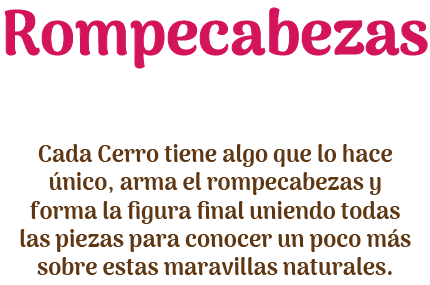 Rompecabezas
Cada Cerro tiene algo que lo hace
único, arma el rompecabezas y
forma la figura final uniendo todas
las piezas para conocer un poco más
sobre estas maravillas naturales.